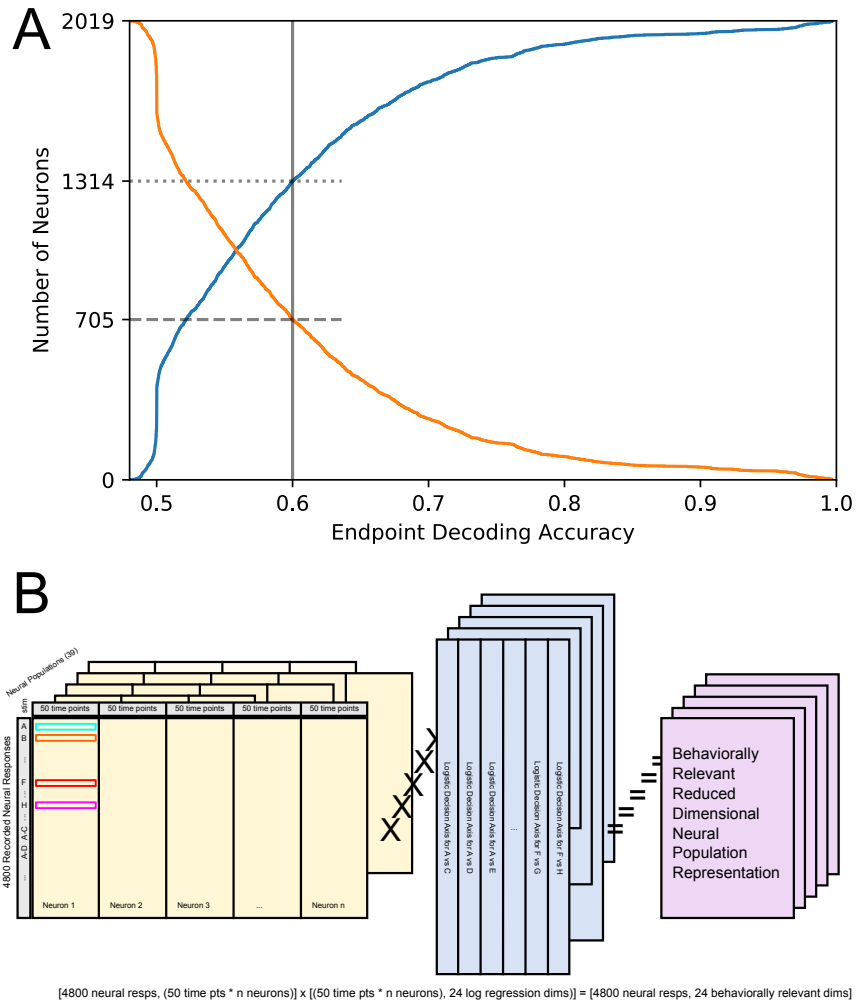 A
2019
1314
705
0
Number of Neurons
0.5 0.6 0.7 0.8 0.9 1.0
Endpoint Decoding Accuracy
B
Neural Populations (39)
stim
50 time points 50 time points 50 time points 50 time points 50 time points
4800 Recorded Neural Responses
A
B
...
F
...
H
...
A-C
A-D
...
Neuron 1 Neuron 2 Neuron 3 ... Neuron n
X X X X X
Logistic Decision Axis for A vs C
Logistic Decision Axis for A vs D
Logistic Decision Axis for A vs E
...
Logistic Decision Axis for F vs G
Logistic Decision Axis for F vs H
= = = = =
Behaviorally
Relevant
Reduced
Dimensional
Neural
Population
Representation
[4800 neural resps, (50 time pts * n neurons)] x [(50 time pts * n neurons), 24 log regression dims)] = [4800 neural resps, 24 behaviorally relevant dims]